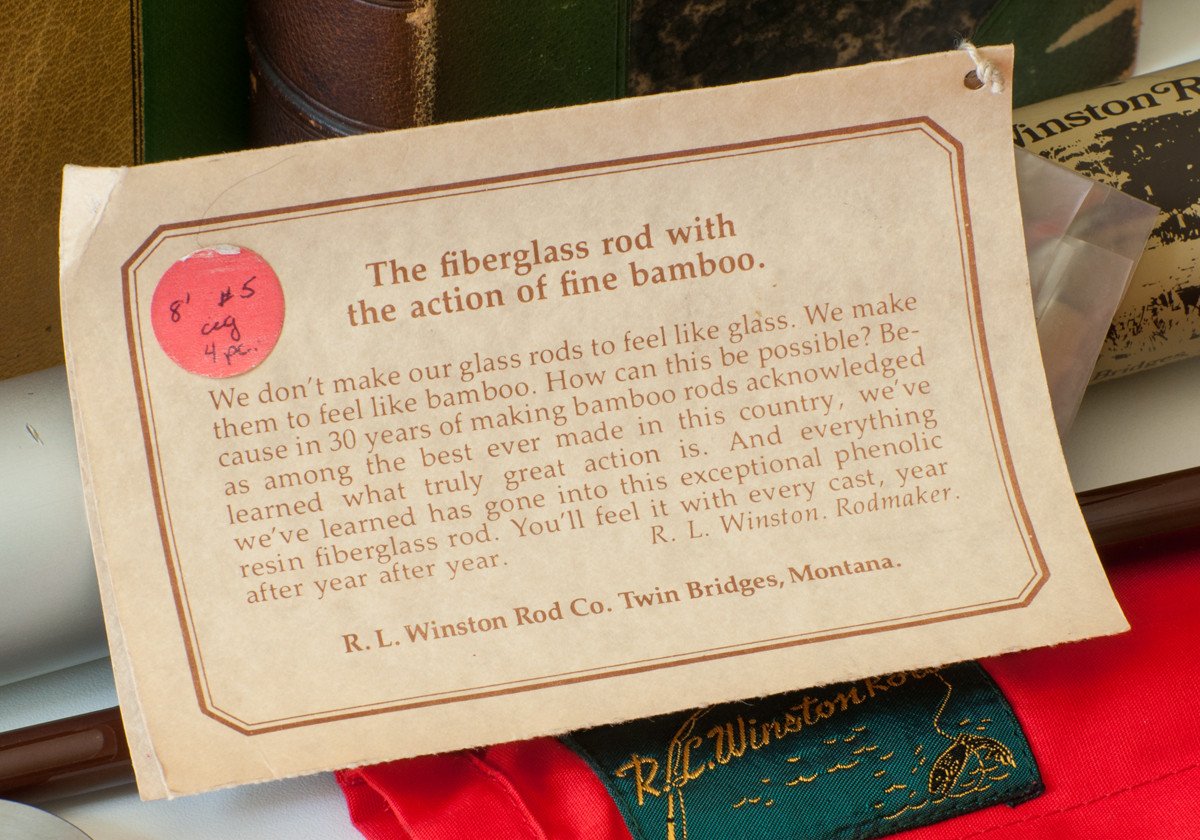 Winston R
8' #5
4 pc.
The fiberglass rod with
the action of fine bamboo.
We don't make our glass rods to feel like glass. We make
them to feel like bamboo. How can this be possible? Be-
cause in 30 years of making bamboo rods acknowledged
as among the best ever made in this country, we've
learned what truly great action is. And everything
we've learned has gone into this exceptional phenolic
resin fiberglass rod. You'll feel it with every cast, year
after year after year.
R. L. Winston. Rodmaker.
R. L. Winston Rod Co. Twin Bridges, Montana.
Bridges,
R. L. Winston Rod